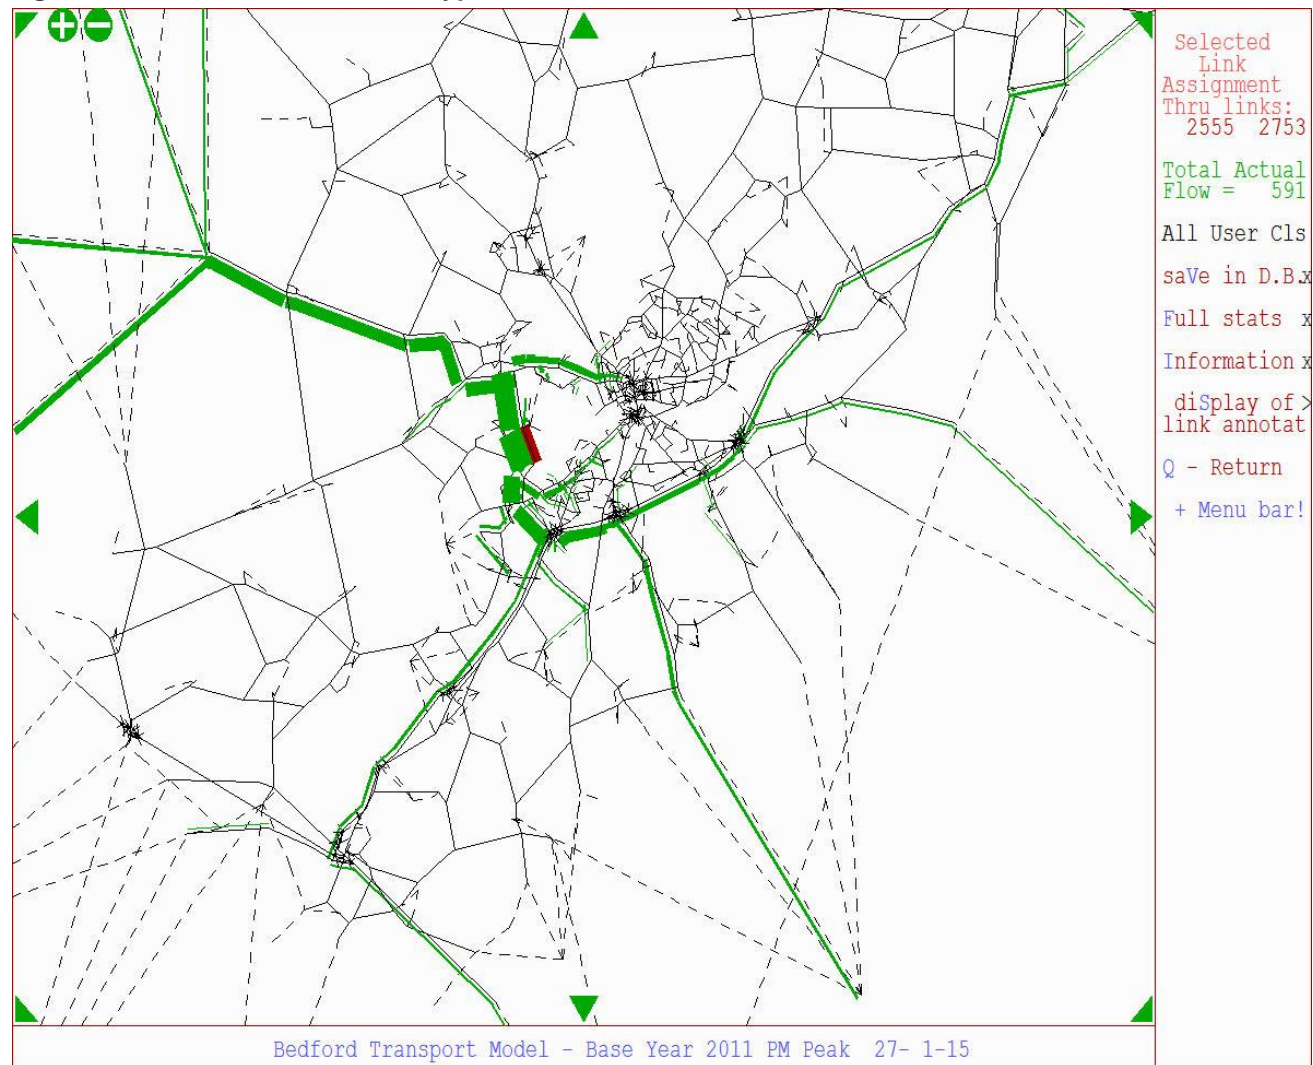 Selected
Link
Assignment
Thru links:
2555 2753
Total Actual
Flow = 591
All User Cls
saVe in D.B.x
Full stats x
Information x
diSplay of >
link annotat
Q - Return
+ Menu bar!
Bedford Transport Model - Base Year 2011 PM Peak 27- 1-15